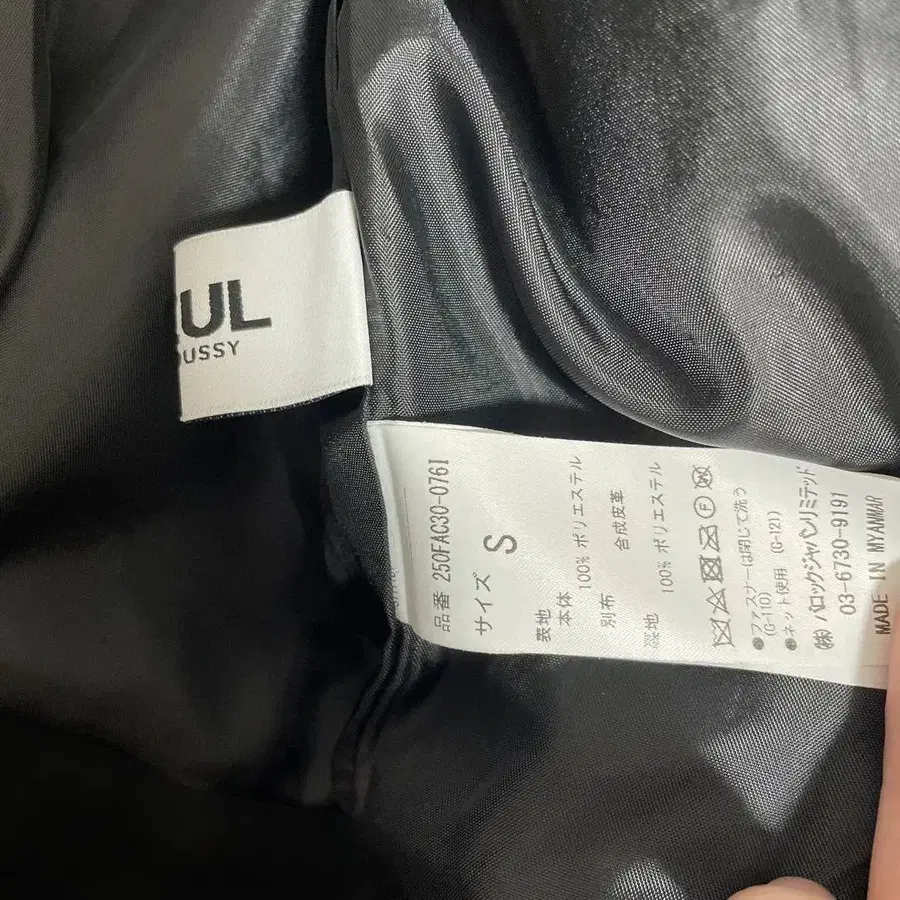 UL
USSY
品番 250FAC30-0761
サイズ S
表地
本体 100% ポリエステル
別布 合成皮革
裏地 100% ポリエステル
●ファスナーは閉じて洗う
(G-110)
●ネット使用 (G-121)
㈱ バロックジャパンリミテッド
03-6730-9191
MADE IN MYANMAR